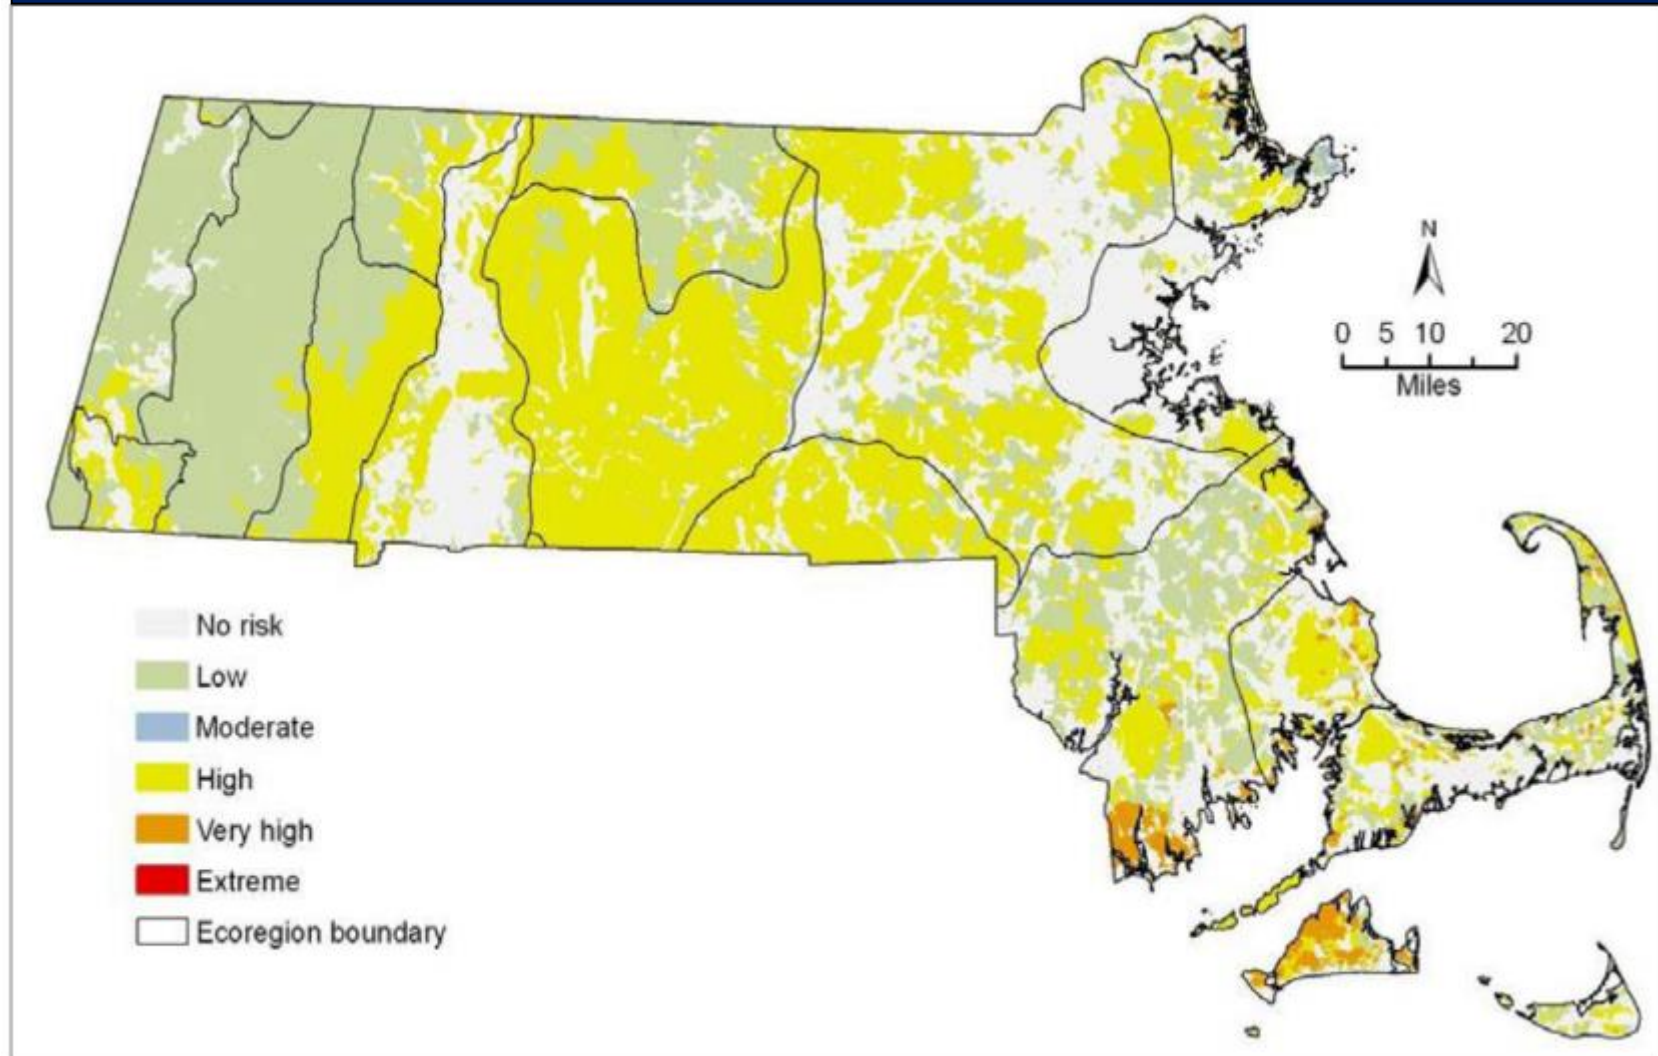 N
0 5 10 20
Miles
No risk
Low
Moderate
High
Very high
Extreme
Ecoregion boundary